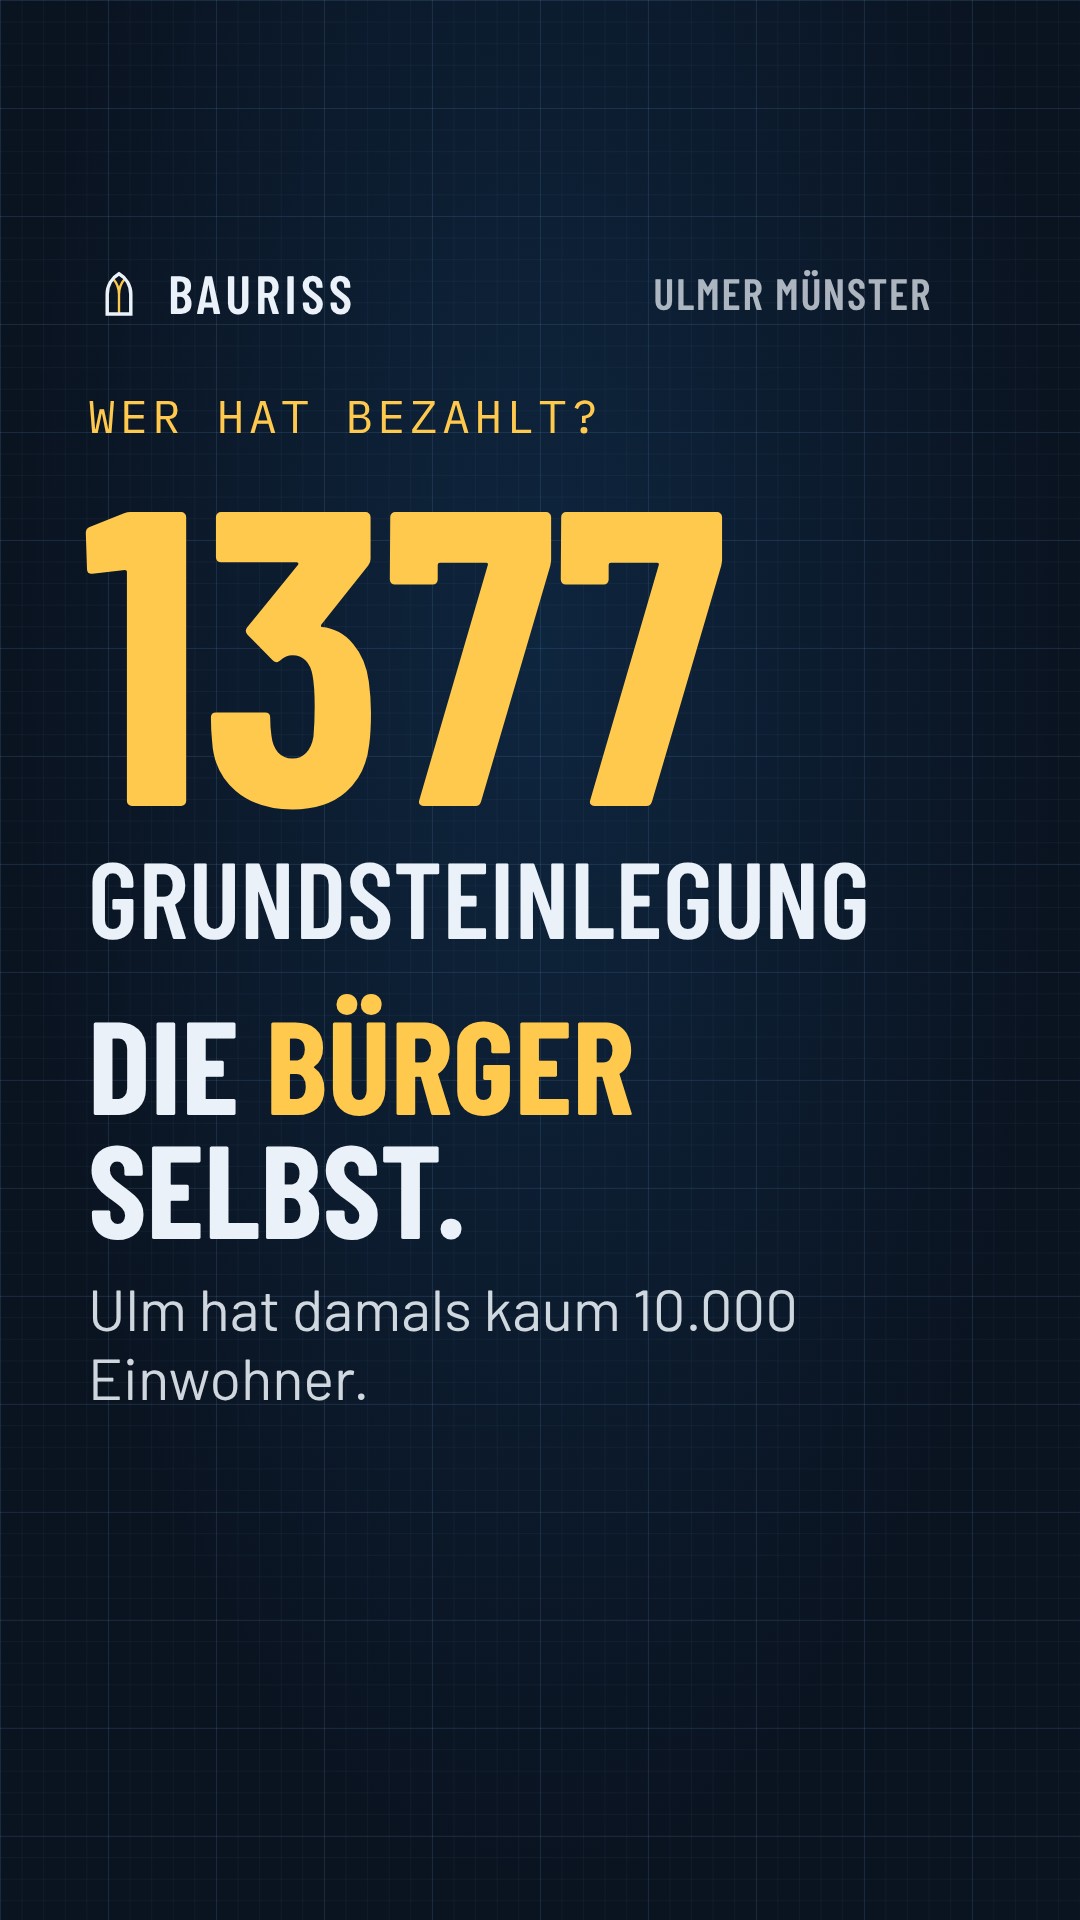 BAURISS
ULMER MÜNSTER
WER HAT BEZAHLT?
1377
GRUNDSTEINLEGUNG
DIE BÜRGER
SELBST.
Ulm hat damals kaum 10.000
Einwohner.